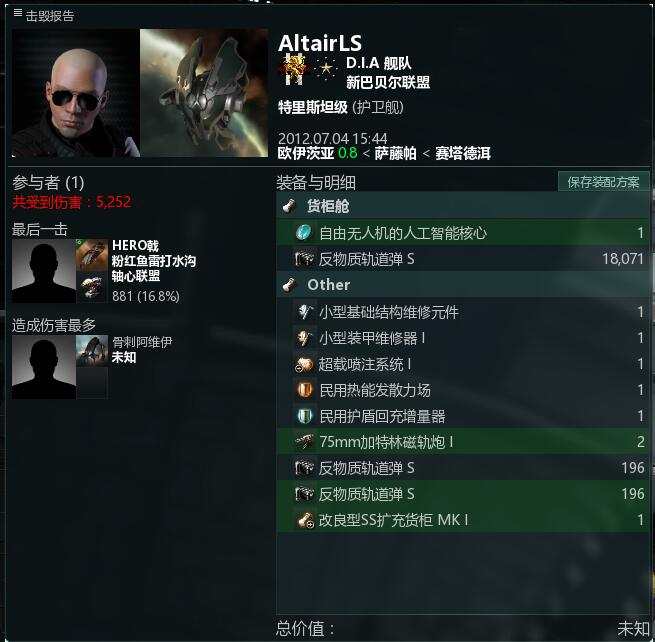 击毁报告
AltairLS
D.I.A 舰队
新巴贝尔联盟
特里斯坦级 (护卫舰)
2012.07.04 15:44
欧伊茨亚 0.8 < 萨藤帕 < 赛塔德洱
参与者 (1)
共受到伤害：5,252
最后一击
HERO戟
粉红鱼雷打水沟
轴心联盟
881 (16.8%)
造成伤害最多
骨刺阿维伊
未知
装备与明细
保存装配方案
货柜舱
自由无人机的人工智能核心 1
反物质轨道弹 S 18,071
Other
小型基础结构维修元件 1
小型装甲维修器 I 1
超载喷注系统 I 1
民用热能发散力场 1
民用护盾回充增量器 1
75mm加特林磁轨炮 I 2
反物质轨道弹 S 196
反物质轨道弹 S 196
改良型SS扩充货柜 MK I 1
总价值： 未知